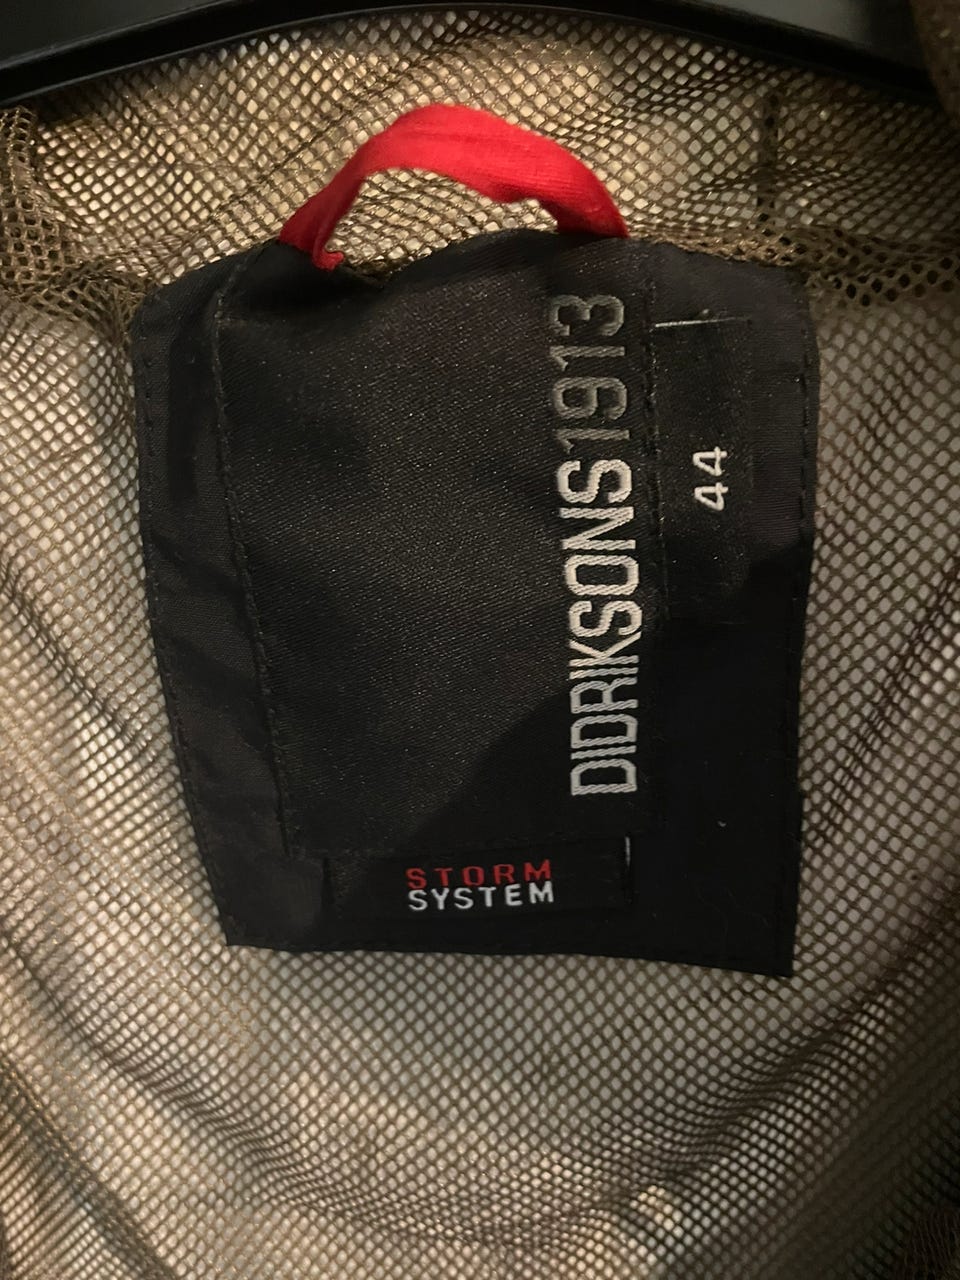 DIDRIKSONS1913
44
STORM
SYSTEM